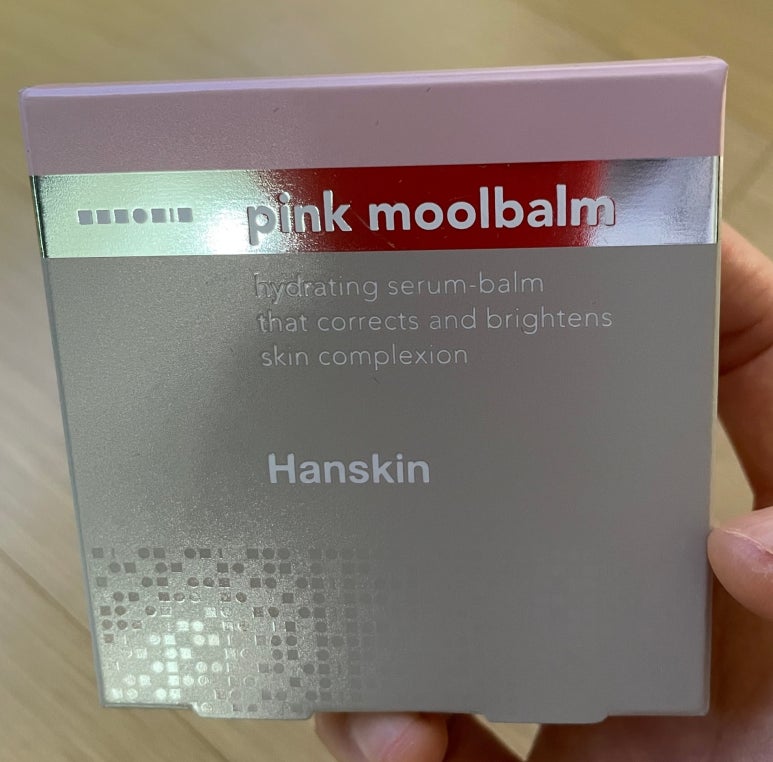 pink moolbalm
hydrating serum-balm
that corrects and brightens
skin complexion
Hanskin